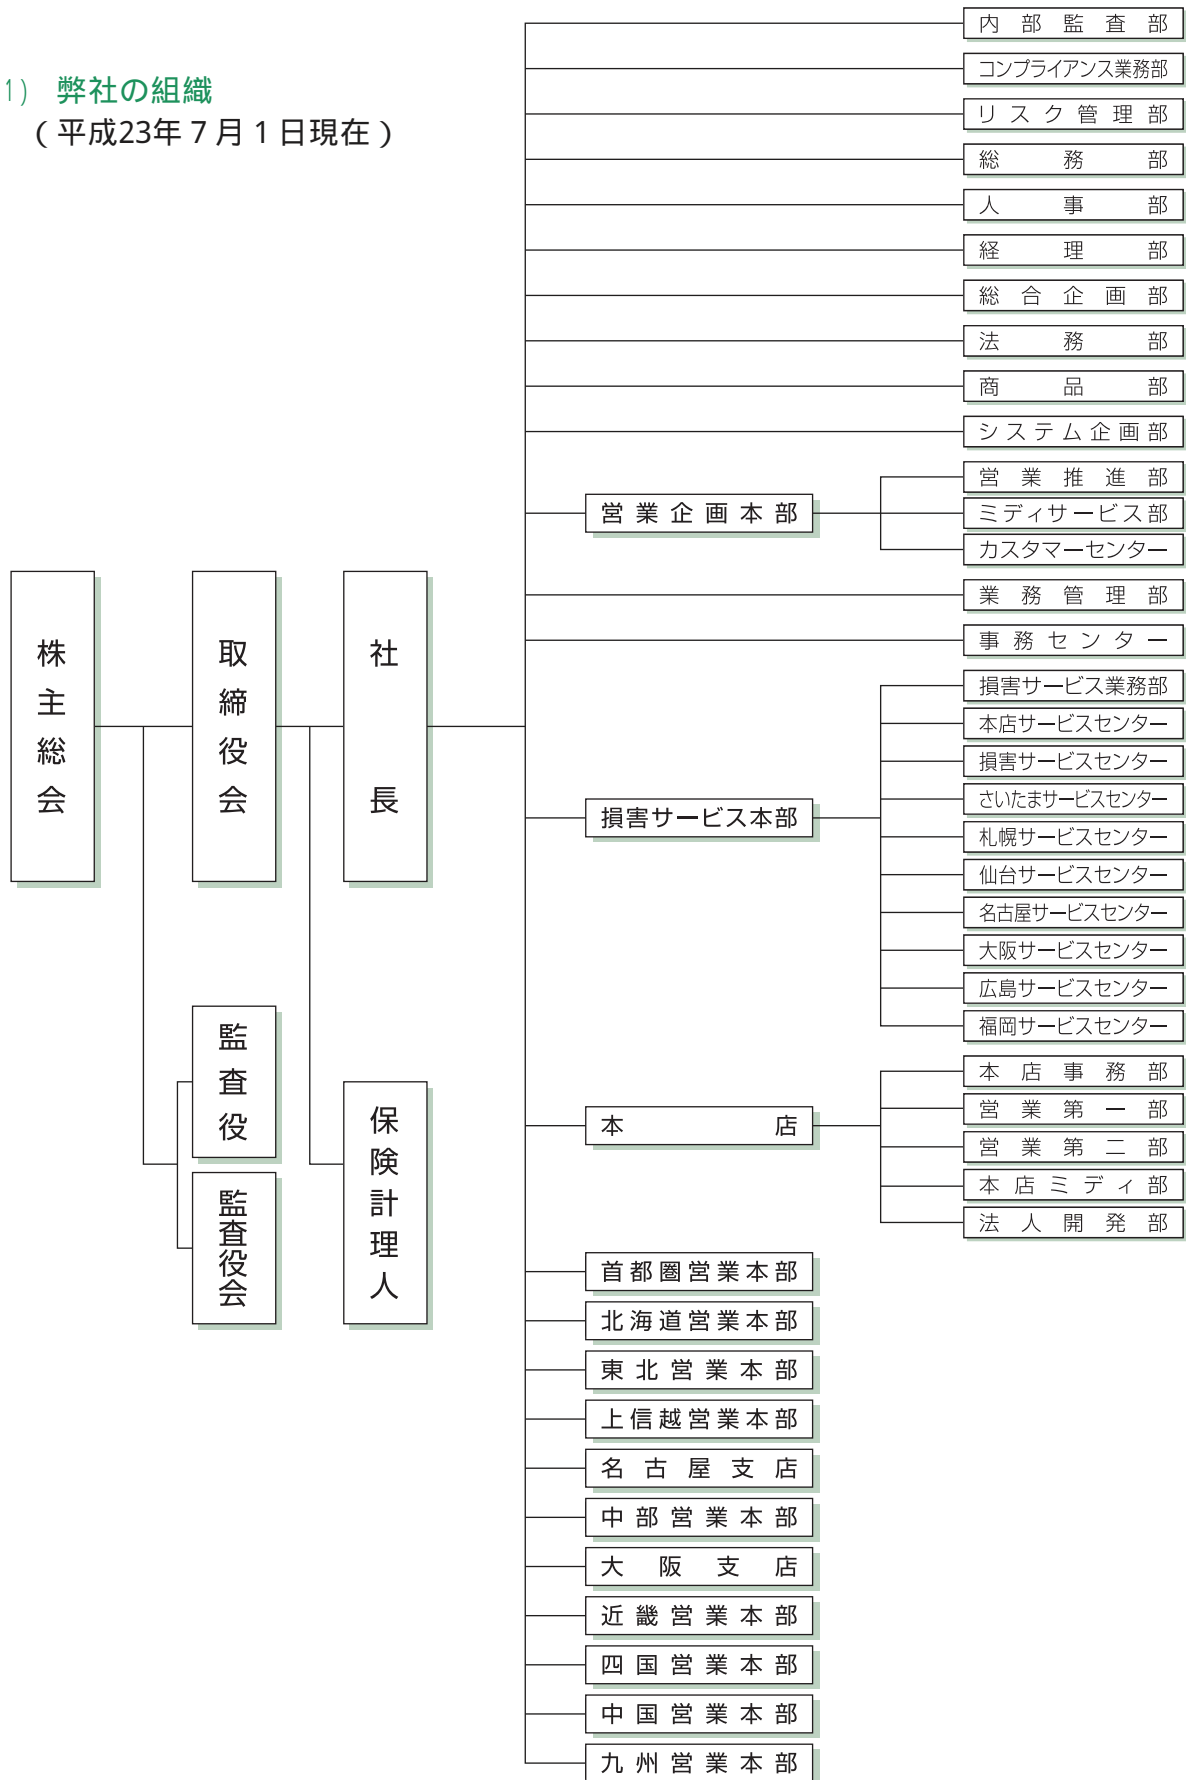 1) 弊社の組織
(平成23年7月1日現在)
株主総会
取締役会
社長
監査役
監査役会
保険計理人
内部監査部
コンプライアンス業務部
リスク管理部
総務部
人事部
経理部
総合企画部
法務部
商品部
システム企画部
営業企画本部
営業推進部
ミディサービス部
カスタマーセンター
業務管理部
事務センター
損害サービス本部
損害サービス業務部
本店サービスセンター
損害サービスセンター
さいたまサービスセンター
札幌サービスセンター
仙台サービスセンター
名古屋サービスセンター
大阪サービスセンター
広島サービスセンター
福岡サービスセンター
本店
本店事務部
営業第一部
営業第二部
本店ミディ部
法人開発部
首都圏営業本部
北海道営業本部
東北営業本部
上信越営業本部
名古屋支店
中部営業本部
大阪支店
近畿営業本部
四国営業本部
中国営業本部
九州営業本部